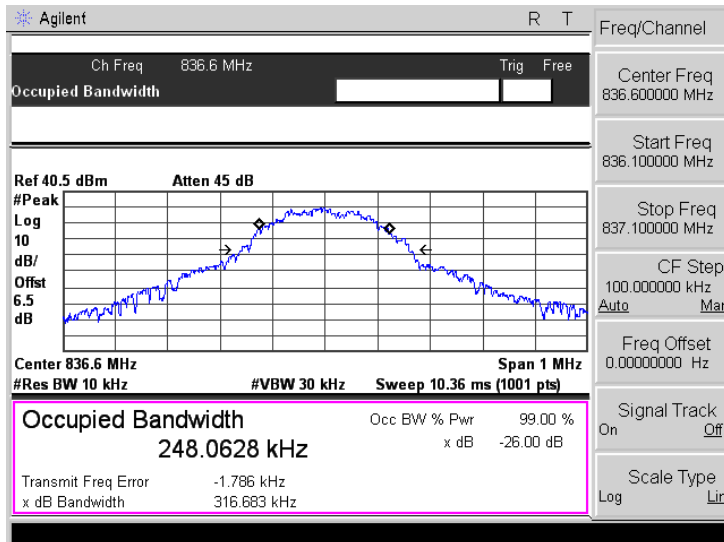 Agilent R T
Ch Freq 836.6 MHz Trig Free
Occupied Bandwidth
Ref 40.5 dBm Atten 45 dB
#Peak
Log
10
dB/
Offst
6.5
dB
Center 836.6 MHz Span 1 MHz
#Res BW 10 kHz #VBW 30 kHz Sweep 10.36 ms (1001 pts)
Occupied Bandwidth
248.0628 kHz
Occ BW % Pwr 99.00 %
x dB -26.00 dB
Transmit Freq Error -1.786 kHz
x dB Bandwidth 316.683 kHz
Freq/Channel
Center Freq
836.600000 MHz
Start Freq
836.100000 MHz
Stop Freq
837.100000 MHz
CF Step
100.000000 kHz
Auto Man
Freq Offset
0.00000000 Hz
Signal Track
On Off
Scale Type
Log Lin